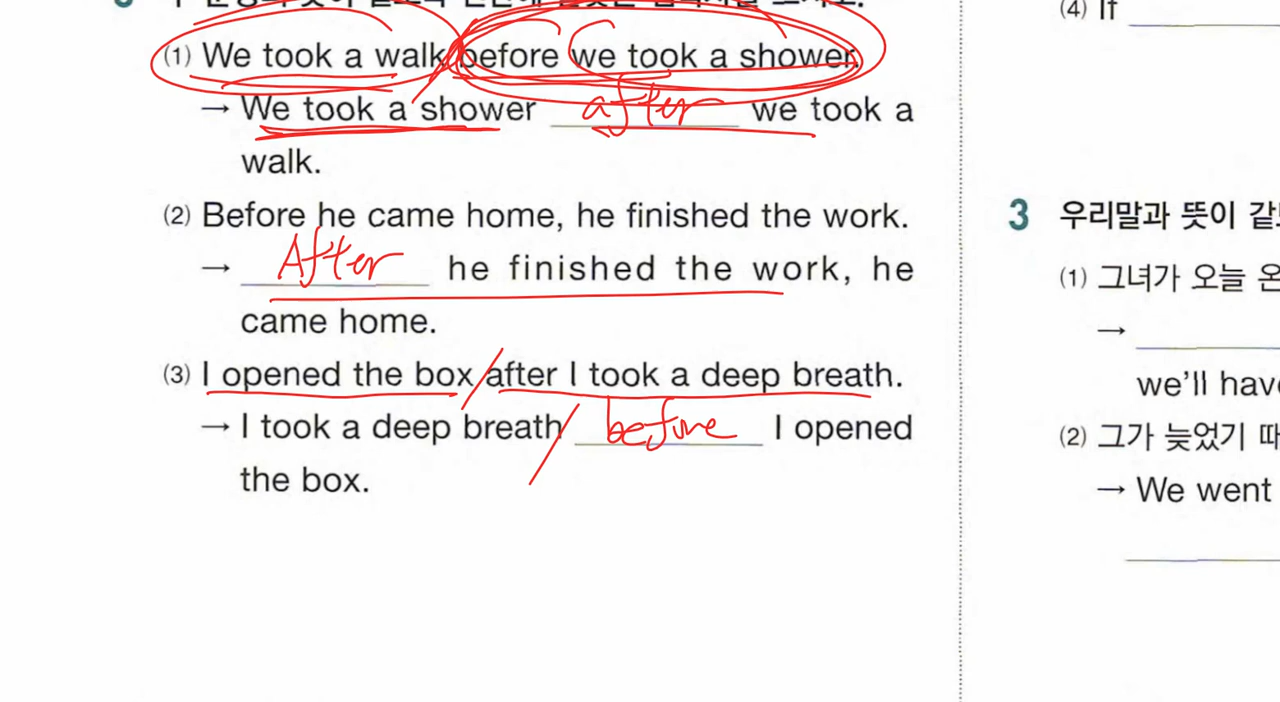 (1) We took a walk before we took a shower.
→ We took a shower after we took a
walk.
(2) Before he came home, he finished the work.
→ After he finished the work, he
came home.
(3) I opened the box after I took a deep breath.
→ I took a deep breath before I opened
the box.
(4) If
3 우리말과 뜻이
(1) 그녀가 오늘
→
we'll have
(2) 그가 늦었기 때
→ We went